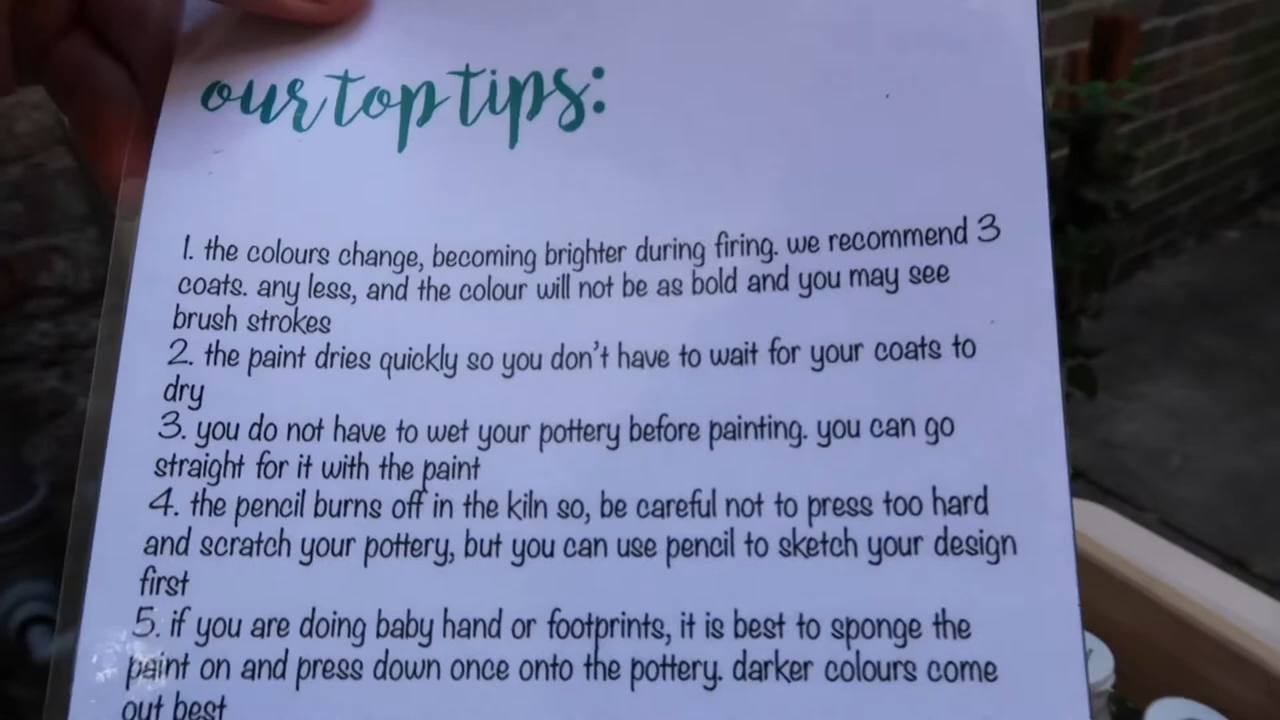 our top tips:
1. the colours change, becoming brighter during firing. we recommend 3
coats. any less, and the colour will not be as bold and you may see
brush strokes
2. the paint dries quickly so you don't have to wait for your coats to
dry
3. you do not have to wet your pottery before painting. you can go
straight for it with the paint
4. the pencil burns off in the kiln so, be careful not to press too hard
and scratch your pottery, but you can use pencil to sketch your design
first
5. if you are doing baby hand or footprints, it is best to sponge the
paint on and press down once onto the pottery. darker colours come
out best